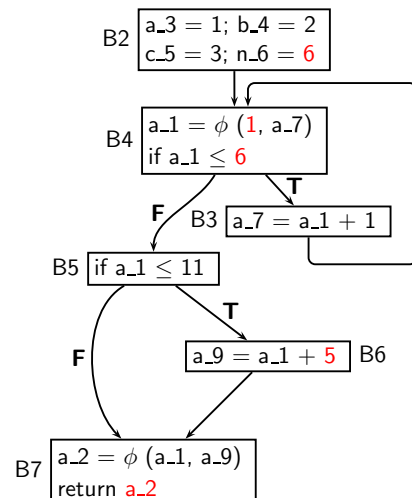 B2
a_3 = 1; b_4 = 2
c_5 = 3; n_6 = 6
B4
a_1 = ϕ (1, a_7)
if a_1 ≤ 6
F
T
B3
a_7 = a_1 + 1
B5
if a_1 ≤ 11
F
T
a_9 = a_1 + 5
B6
B7
a_2 = ϕ (a_1, a_9)
return a_2